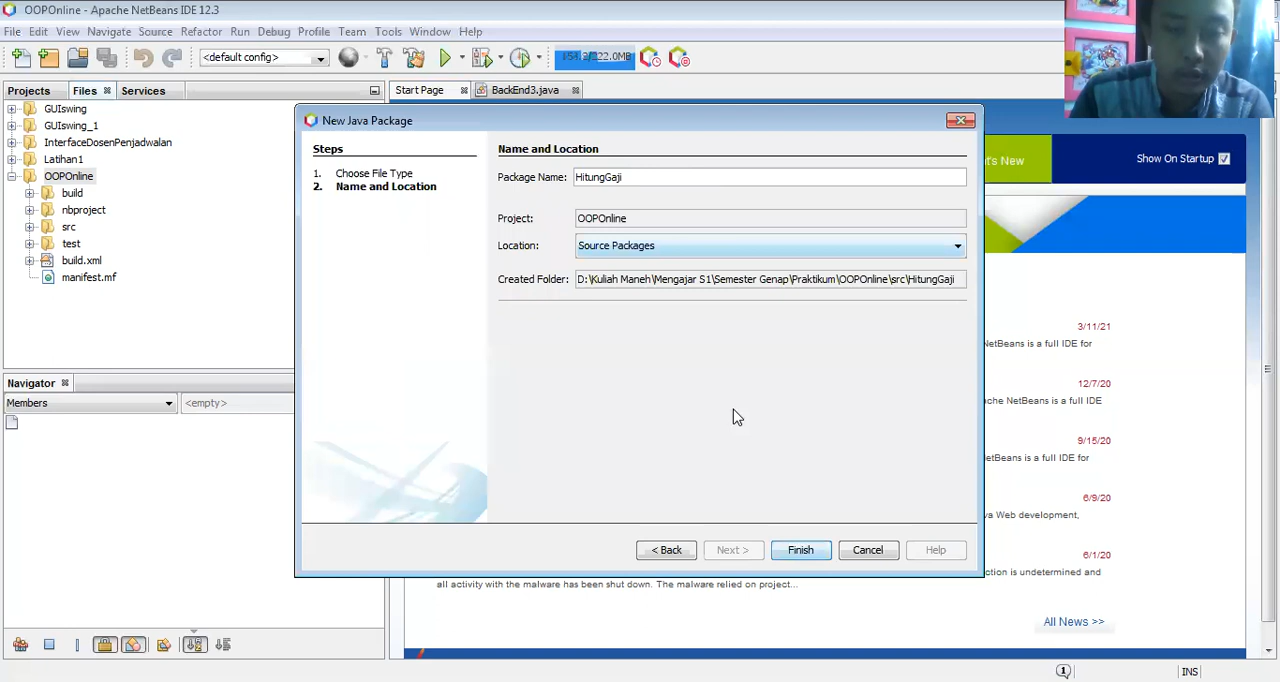 OOPOnline - Apache NetBeans IDE 12.3
File Edit View Navigate Source Refactor Run Debug Profile Team Tools Window Help
<default config>
Projects Files Services
Start Page BackEnd3.java
GUIswing
GUIswing_1
InterfaceDosenPenjadwalan
Latihan1
OOPOnline
build
nbproject
src
test
build.xml
manifest.mf
Navigator
Members
<empty>
New Java Package
Steps
1. Choose File Type
2. Name and Location
Name and Location
Package Name: HitungGaji
Project: OOPOnline
Location: Source Packages
Created Folder: D:\Kuliah Maneh\Mengajar S1\Semester Genap\Praktikum\OOPOnline\src\HitungGaji
< Back Next > Finish Cancel Help
at's New
Show On Startup
3/11/21
NetBeans is a full IDE for
12/7/20
ache NetBeans is a full IDE
9/15/20
NetBeans is a full IDE for
6/9/20
va Web development,
6/1/20
ction is undetermined and
all activity with the malware has been shut down. The malware relied on project...
All News >>
1
INS